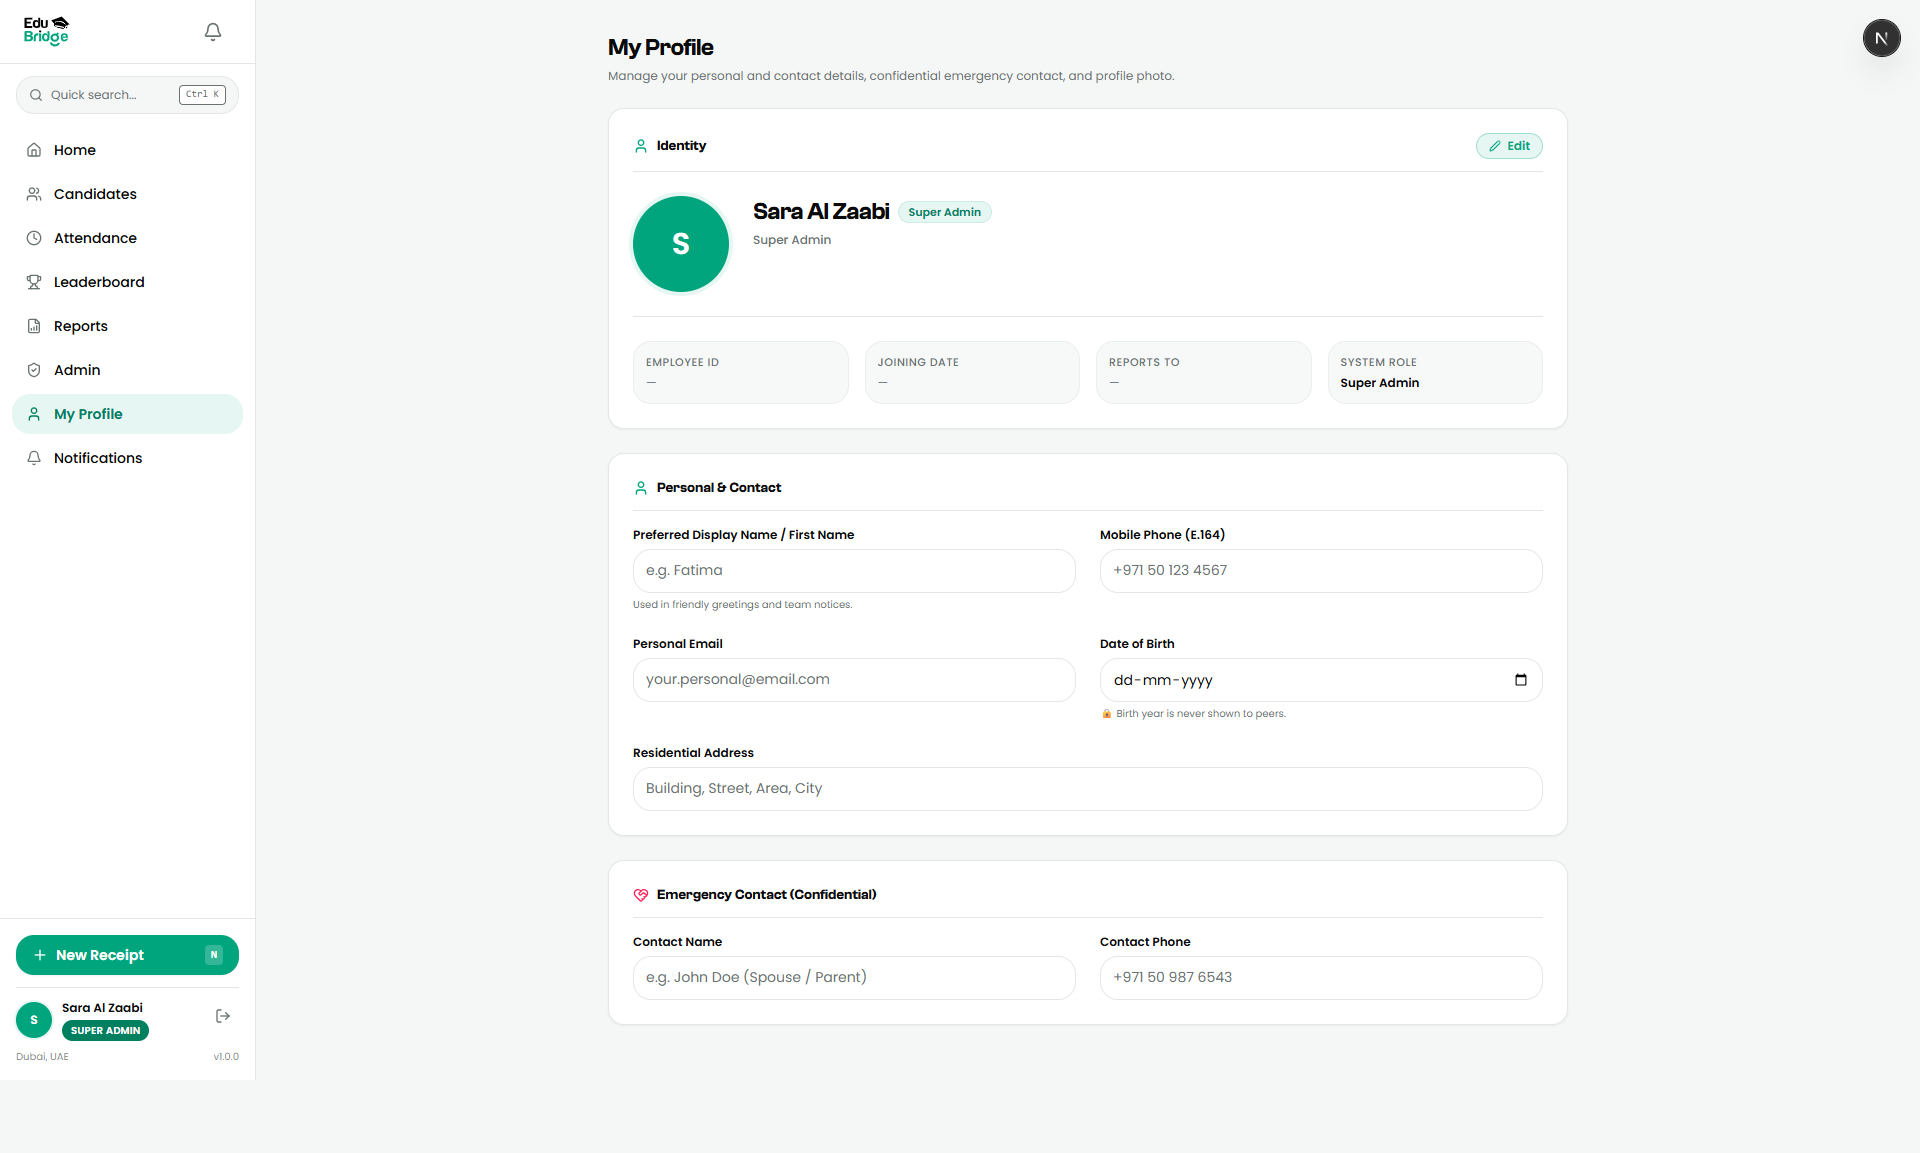 Edu
Bridge
Quick search...
Ctrl K
Home
Candidates
Attendance
Leaderboard
Reports
Admin
My Profile
Notifications
New Receipt
N
S
Sara Al Zaabi
SUPER ADMIN
Dubai, UAE
v1.0.0
My Profile
Manage your personal and contact details, confidential emergency contact, and profile photo.
N
Identity
Edit
S
Sara Al Zaabi
Super Admin
Super Admin
EMPLOYEE ID
—
JOINING DATE
—
REPORTS TO
—
SYSTEM ROLE
Super Admin
Personal & Contact
Preferred Display Name / First Name
e.g. Fatima
Used in friendly greetings and team notices.
Mobile Phone (E.164)
+971 50 123 4567
Personal Email
your.personal@email.com
Date of Birth
dd-mm-yyyy
Birth year is never shown to peers.
Residential Address
Building, Street, Area, City
Emergency Contact (Confidential)
Contact Name
e.g. John Doe (Spouse / Parent)
Contact Phone
+971 50 987 6543